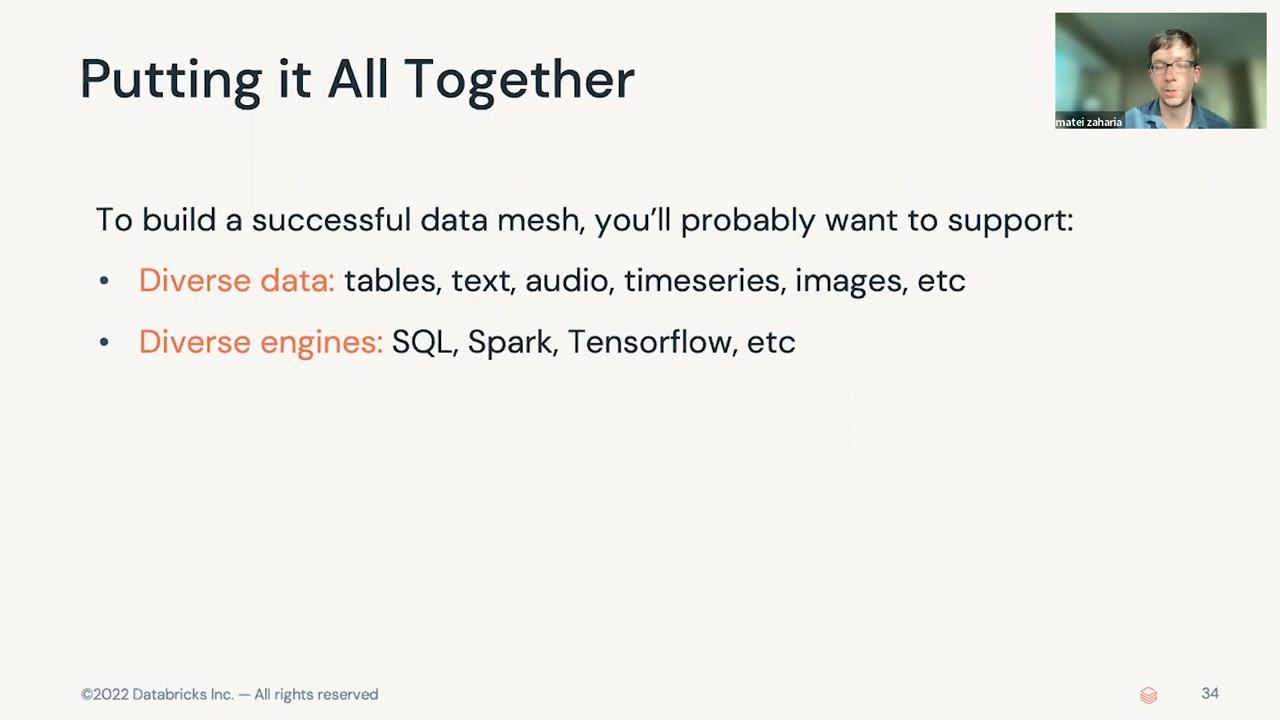 Putting it All Together
matei zaharia
To build a successful data mesh, you’ll probably want to support:
• Diverse data: tables, text, audio, timeseries, images, etc
• Diverse engines: SQL, Spark, Tensorflow, etc
©2022 Databricks Inc. — All rights reserved
34